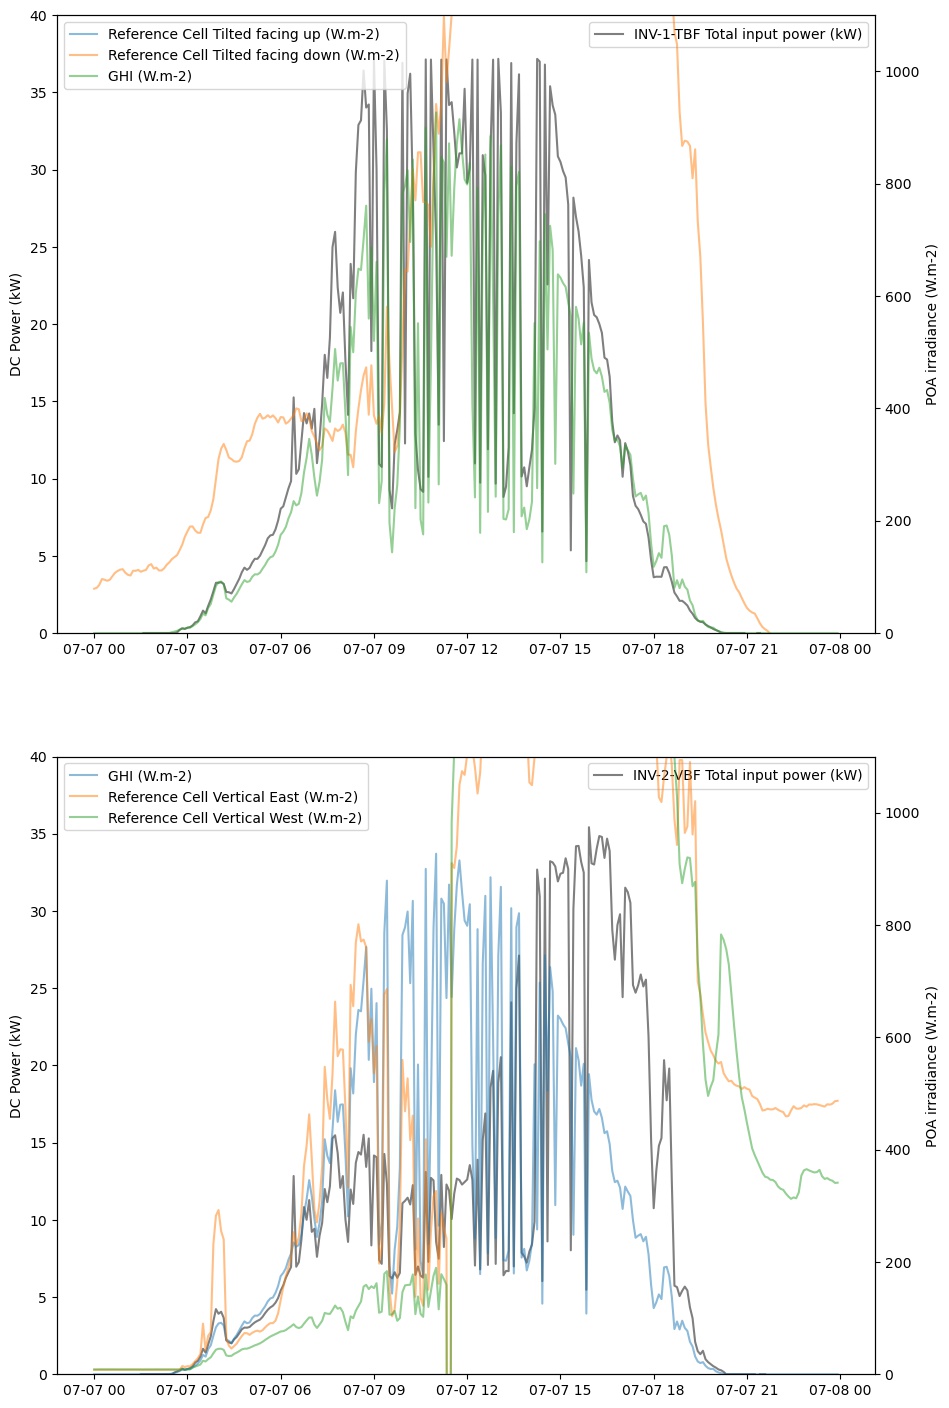 40
35
30
25
20
15
10
5
0
DC Power (kW)
Reference Cell Tilted facing up (W.m-2)
Reference Cell Tilted facing down (W.m-2)
GHI (W.m-2)
INV-1-TBF Total input power (kW)
1000
800
600
400
200
0
POA irradiance (W.m-2)
07-07 00 07-07 03 07-07 06 07-07 09 07-07 12 07-07 15 07-07 18 07-07 21 07-08 00
40
35
30
25
20
15
10
5
0
DC Power (kW)
GHI (W.m-2)
Reference Cell Vertical East (W.m-2)
Reference Cell Vertical West (W.m-2)
INV-2-VBF Total input power (kW)
1000
800
600
400
200
0
POA irradiance (W.m-2)
07-07 00 07-07 03 07-07 06 07-07 09 07-07 12 07-07 15 07-07 18 07-07 21 07-08 00